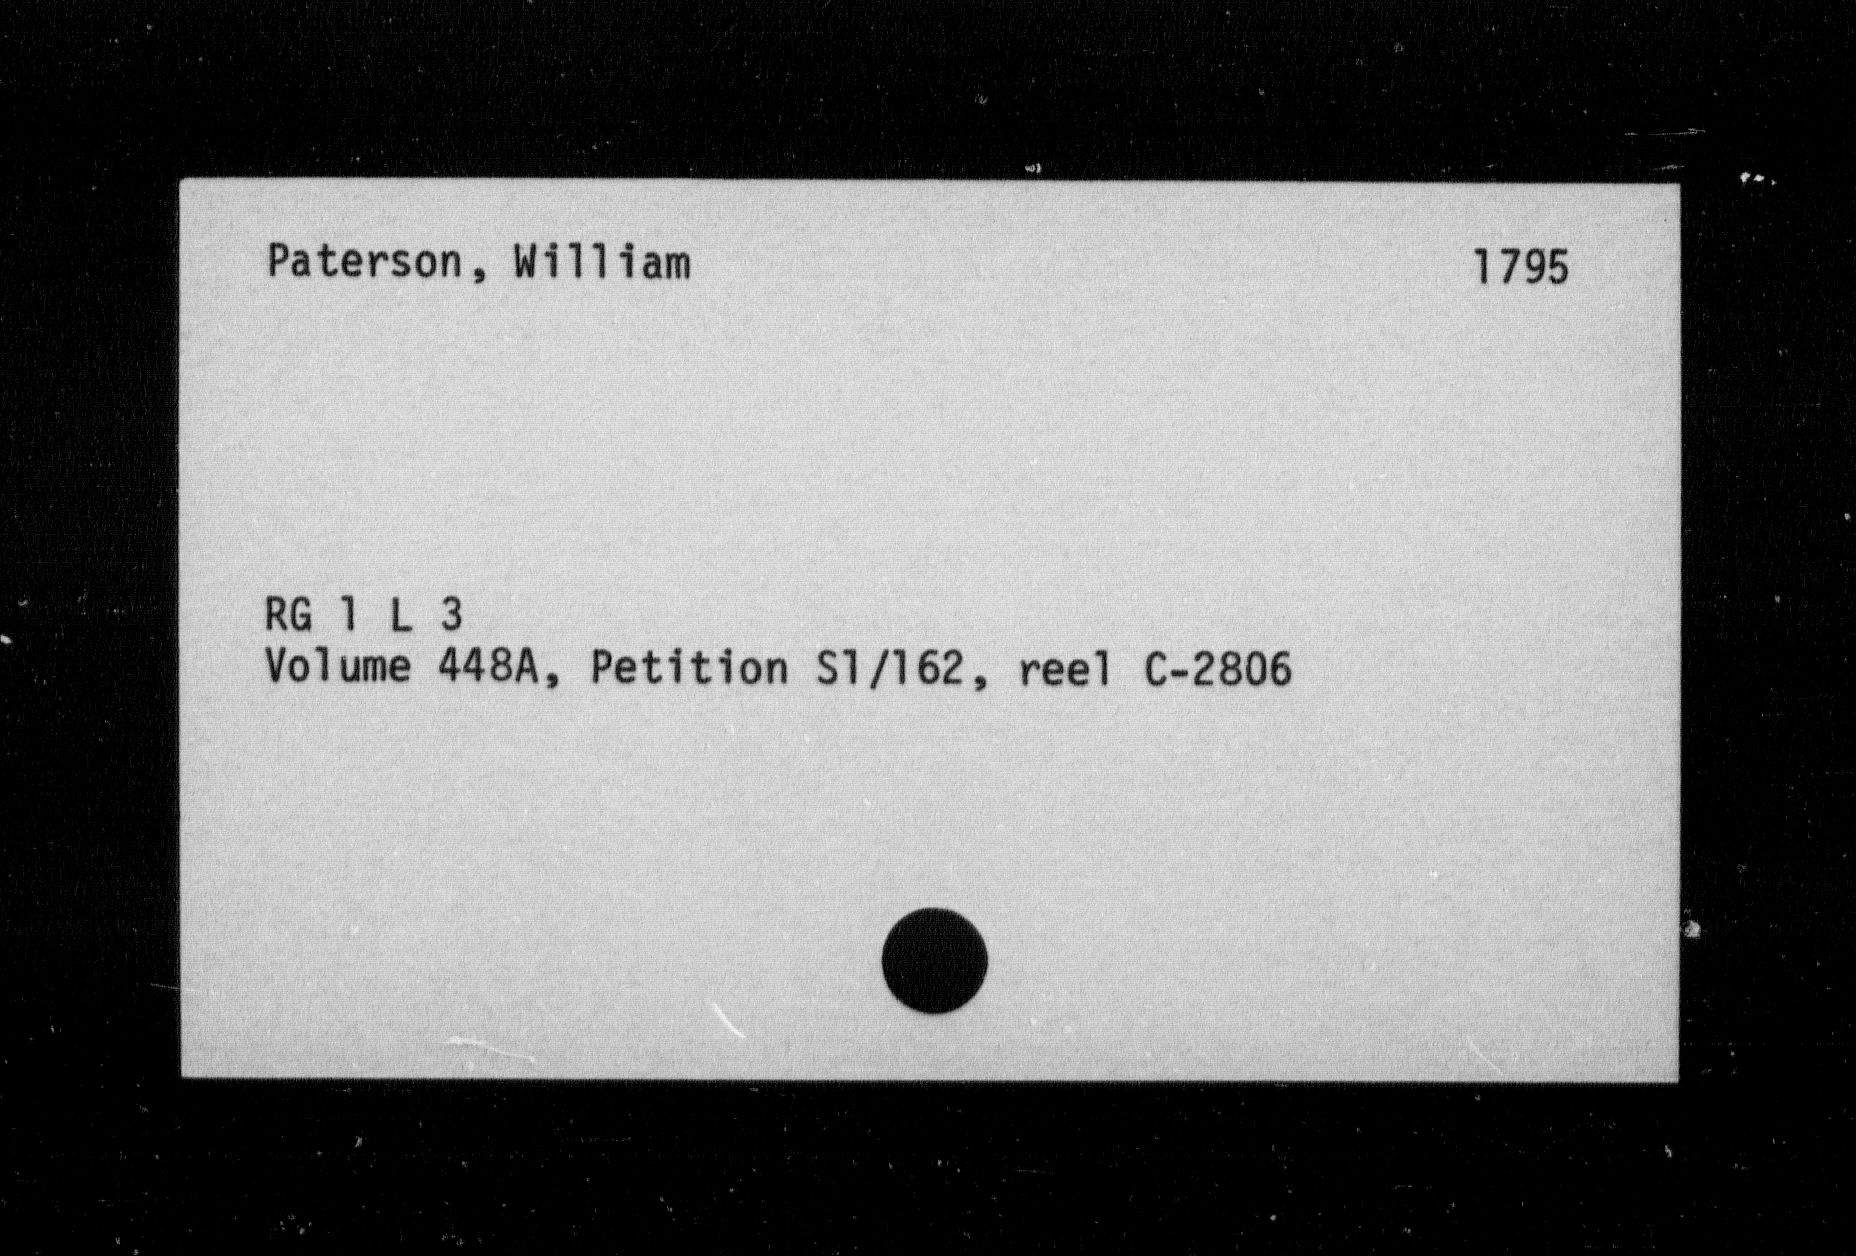 Paterson, William 1795
RG 1 L 3
Volume 448A, Petition S1/162, reel C-2806